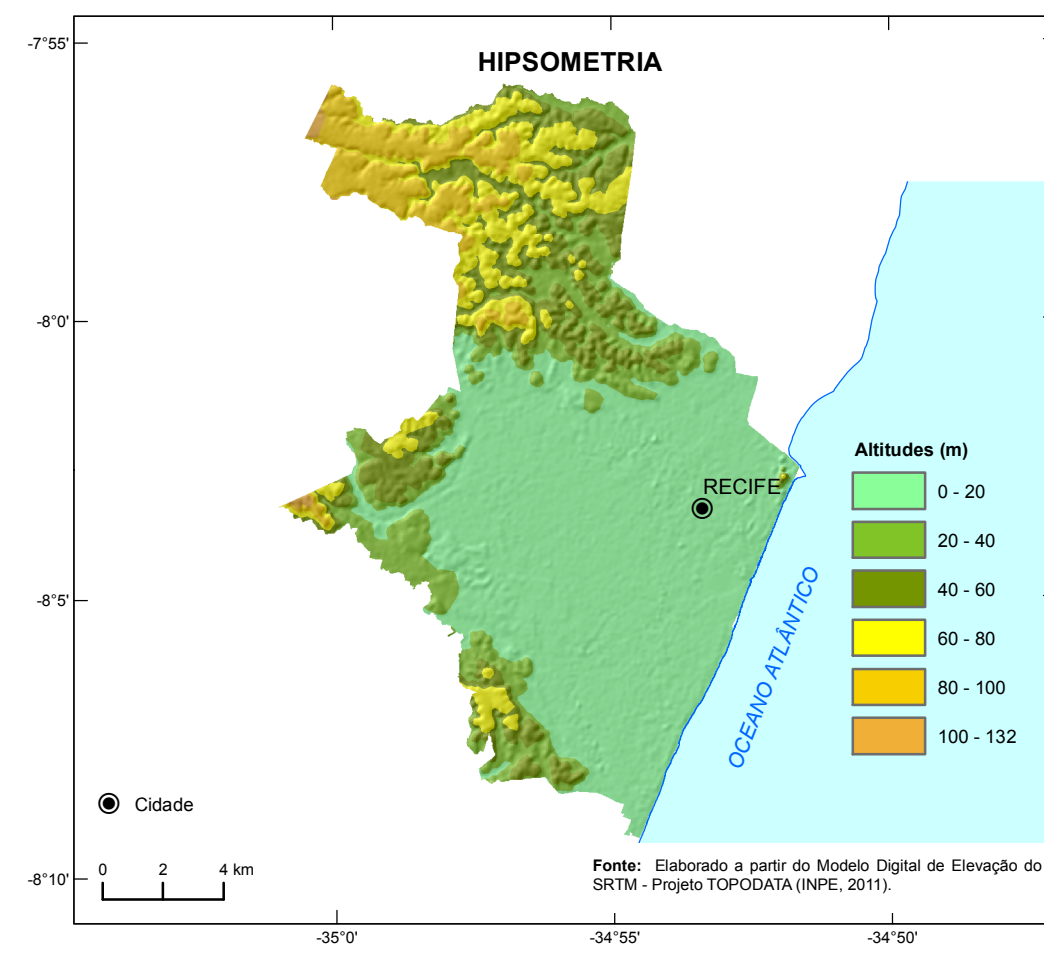 -7°55'
HIPSOMETRIA
-8°0'
Altitudes (m)
RECIFE
0 - 20
20 - 40
OCEANO ATLÂNTICO
-8°5'
40 - 60
60 - 80
80 - 100
100 - 132
Cidade
0 2 4 km
Fonte: Elaborado a partir do Modelo Digital de Elevação do
SRTM - Projeto TOPODATA (INPE, 2011).
-8°10'
-35°0' -34°55' -34°50'